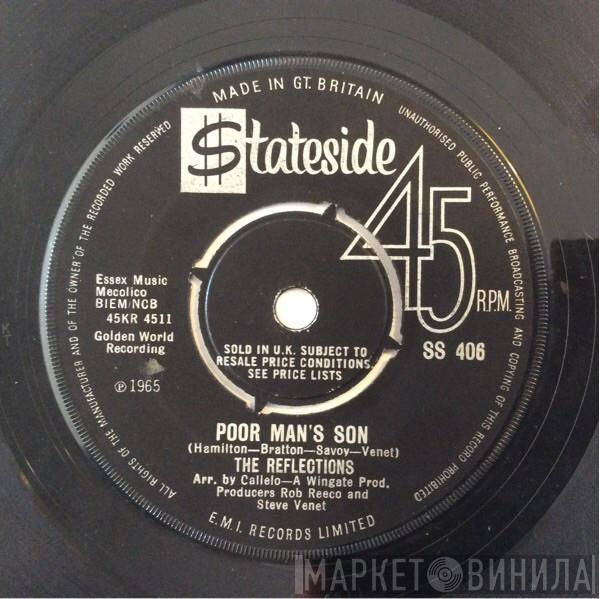 MADE IN GT. BRITAIN
$tateside
45
R.P.M.
SS 406
Essex Music
Mecolico
BIEM/NCB
45KR 4511
Golden World
Recording
℗ 1965
SOLD IN U.K. SUBJECT TO
RESALE PRICE CONDITIONS.
SEE PRICE LISTS
POOR MAN'S SON
(Hamilton—Bratton—Savoy—Venet)
THE REFLECTIONS
Arr. by Callelo—A Wingate Prod.
Producers Rob Reeco and
Steve Venet
E.M.I. RECORDS LIMITED
ALL RIGHTS OF THE MANUFACTURER AND OF THE OWNER OF THE RECORDED WORK RESERVED
UNAUTHORISED PUBLIC PERFORMANCE BROADCASTING AND COPYING OF THIS RECORD PROHIBITED
МАРКЕТ ВИНИЛА